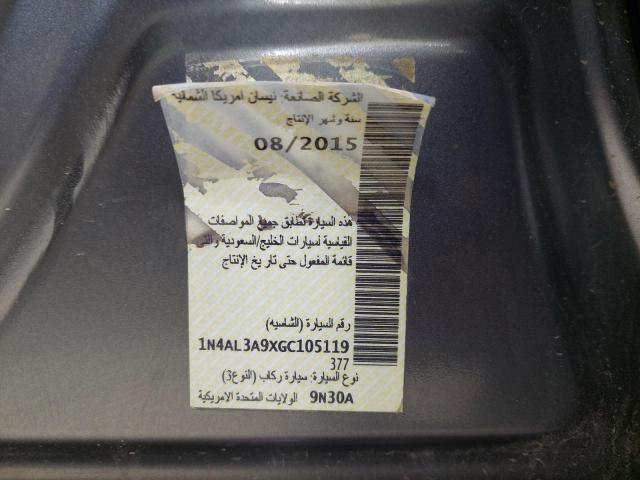 الشركة الصانعة: نيسان امريكا الشمالية
سنة وشهر الإنتاج
08/2015
هذه السيارة تطابق جميع المواصفات
القياسية لسيارات الخليج/السعودية والتي
قائمة المفعول حتى تاريخ الإنتاج
رقم السيارة (الشاسيه)
1N4AL3A9XGC105119
377
نوع السيارة: سيارة ركاب (النوع3)
9N30A الولايات المتحدة الامريكية